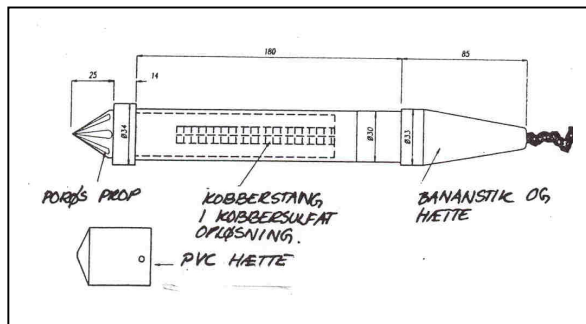 180
85
25
14
Ø34
Ø30
Ø33
PORØS PROP
KOBBERSTANG
I KOBBERSULFAT
OPLØSNING.
BANANSTIK OG
HÆTTE
PVC HÆTTE